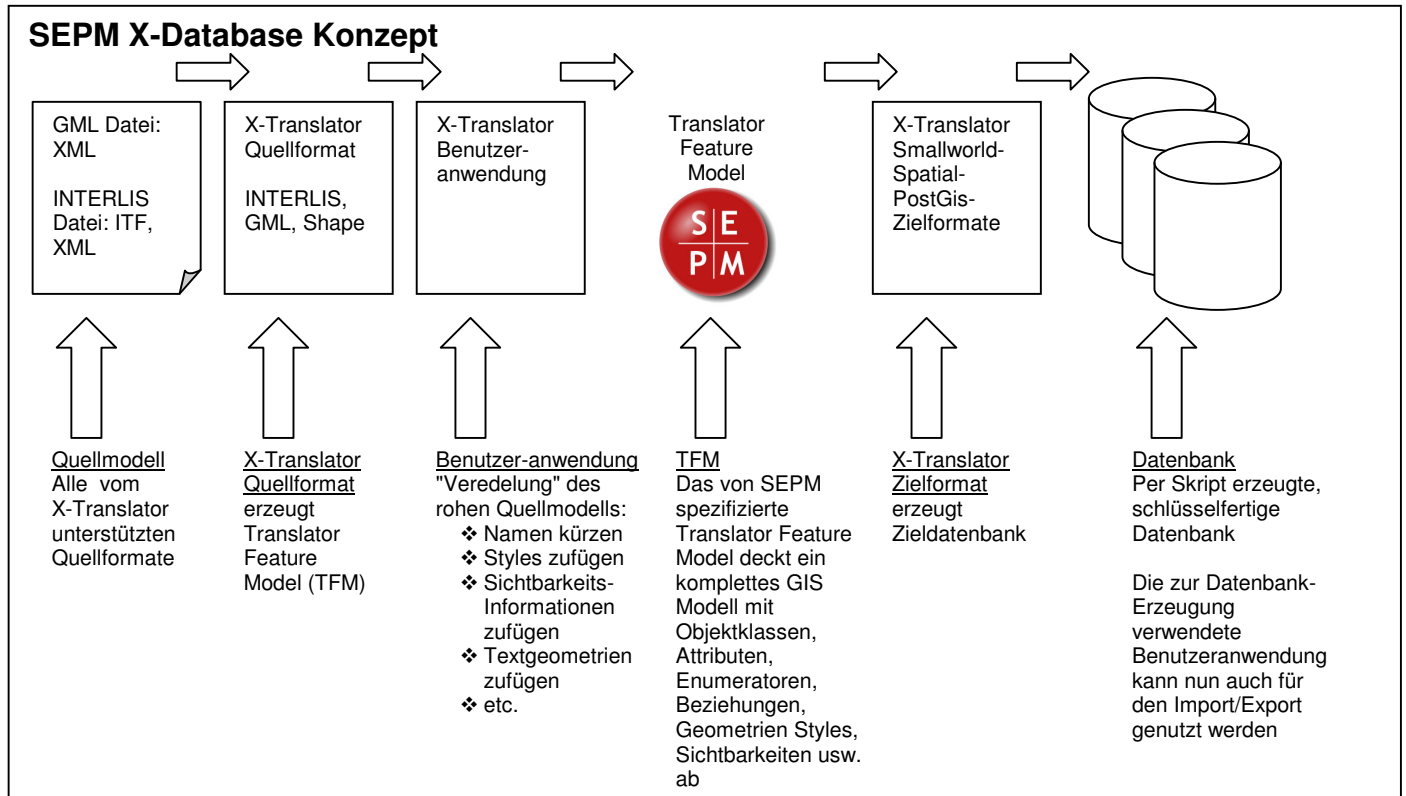 SEPM X-Database Konzept
GML Datei:
XML
INTERLIS
Datei: ITF,
XML
X-Translator
Quellformat
INTERLIS,
GML, Shape
X-Translator
Benutzer-
anwendung
Translator
Feature
Model
S E
P M
X-Translator
Smallworld-
Spatial-
PostGis-
Zielformate
Quellmodell
Alle vom
X-Translator
unterstützten
Quellformate
X-Translator
Quellformat
erzeugt
Translator
Feature
Model (TFM)
Benutzer-anwendung
"Veredelung" des
rohen Quellmodells:
❖ Namen kürzen
❖ Styles zufügen
❖ Sichtbarkeits-
Informationen
zufügen
❖ Textgeometrien
zufügen
❖ etc.
TFM
Das von SEPM
spezifizierte
Translator Feature
Model deckt ein
komplettes GIS
Modell mit
Objektklassen,
Attributen,
Enumeratoren,
Beziehungen,
Geometrien Styles,
Sichtbarkeiten usw.
ab
X-Translator
Zielformat
erzeugt
Zieldatenbank
Datenbank
Per Skript erzeugte,
schlüsselfertige
Datenbank
Die zur Datenbank-
Erzeugung
verwendete
Benutzeranwendung
kann nun auch für
den Import/Export
genutzt werden